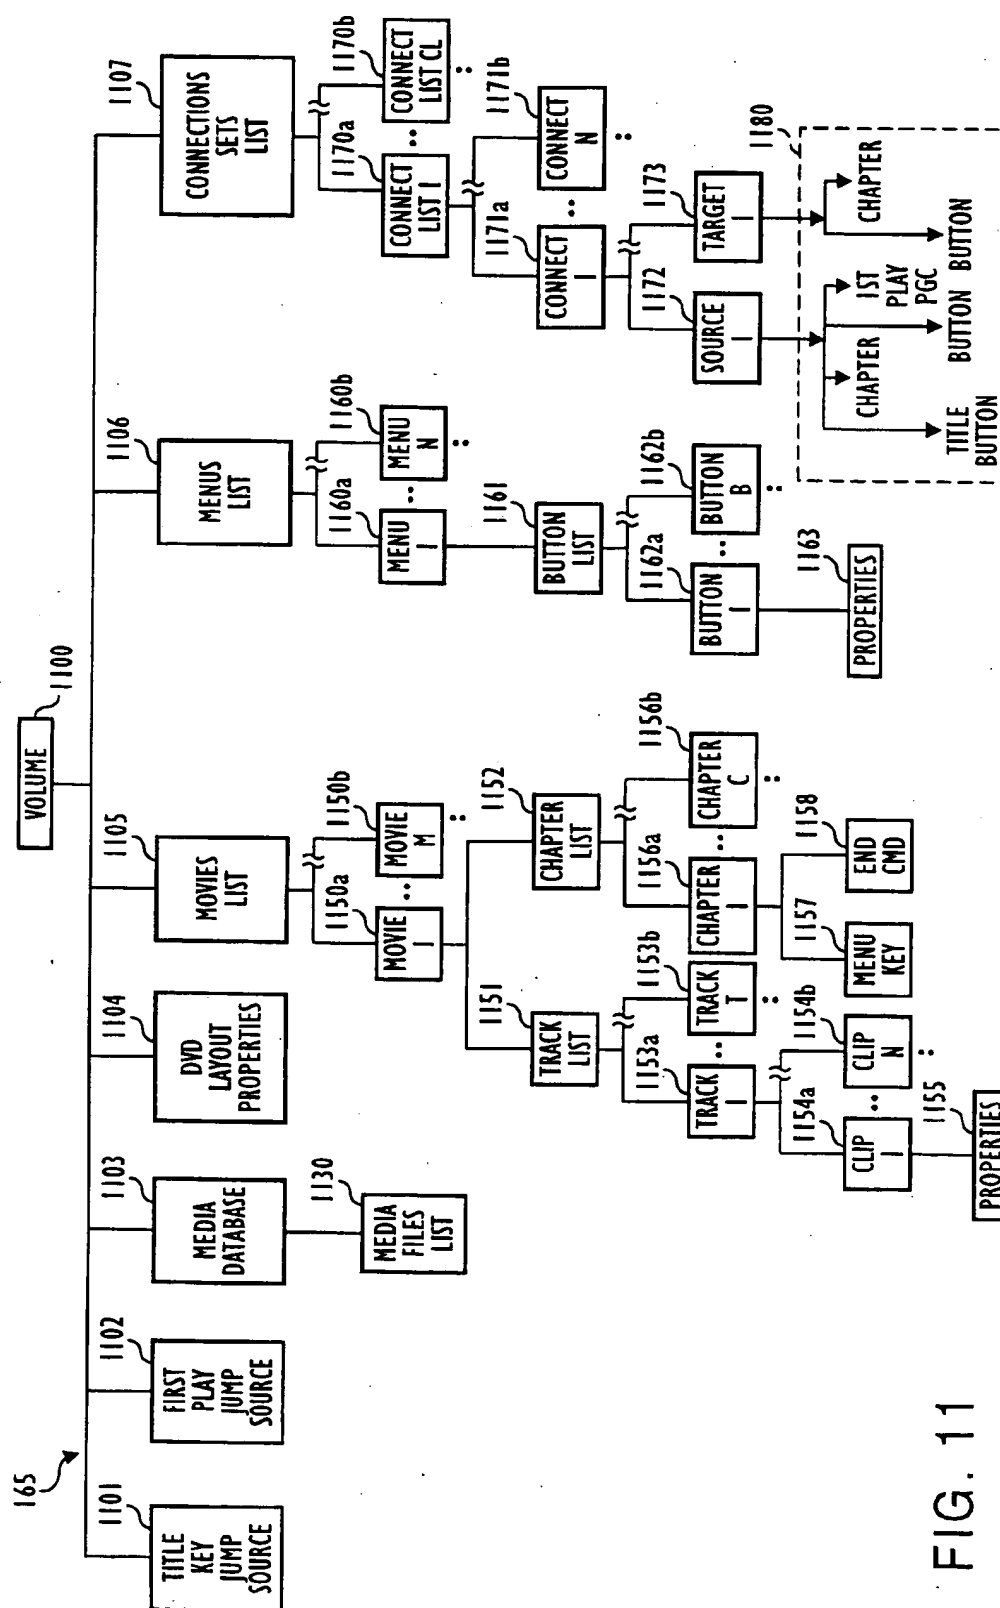 165
VOLUME
1100
1101
TITLE
KEY
JUMP
SOURCE
1102
FIRST
PLAY
JUMP
SOURCE
1103
MEDIA
DATABASE
1130
MEDIA
FILES
LIST
1104
DVD
LAYOUT
PROPERTIES
1105
MOVIES
LIST
1150a
MOVIE
1
1150b
MOVIE
M
1151
TRACK
LIST
1152
CHAPTER
LIST
1153a
TRACK
1
1153b
TRACK
T
1154a
CLIP
1
1154b
CLIP
N
1155
PROPERTIES
1156a
CHAPTER
1
1156b
CHAPTER
C
1157
MENU
KEY
1158
END
CMD
1106
MENUS
LIST
1160a
MENU
1
1160b
MENU
N
1161
BUTTON
LIST
1162a
BUTTON
1
1162b
BUTTON
B
1163
PROPERTIES
1107
CONNECTIONS
SETS
LIST
1170a
CONNECT
LIST 1
1170b
CONNECT
LIST CL
1171a
CONNECT
1
1171b
CONNECT
N
1172
SOURCE
1
1173
TARGET
1
1180
TITLE
BUTTON
CHAPTER
BUTTON
1ST
PLAY
PGC
BUTTON
CHAPTER
FIG. 11